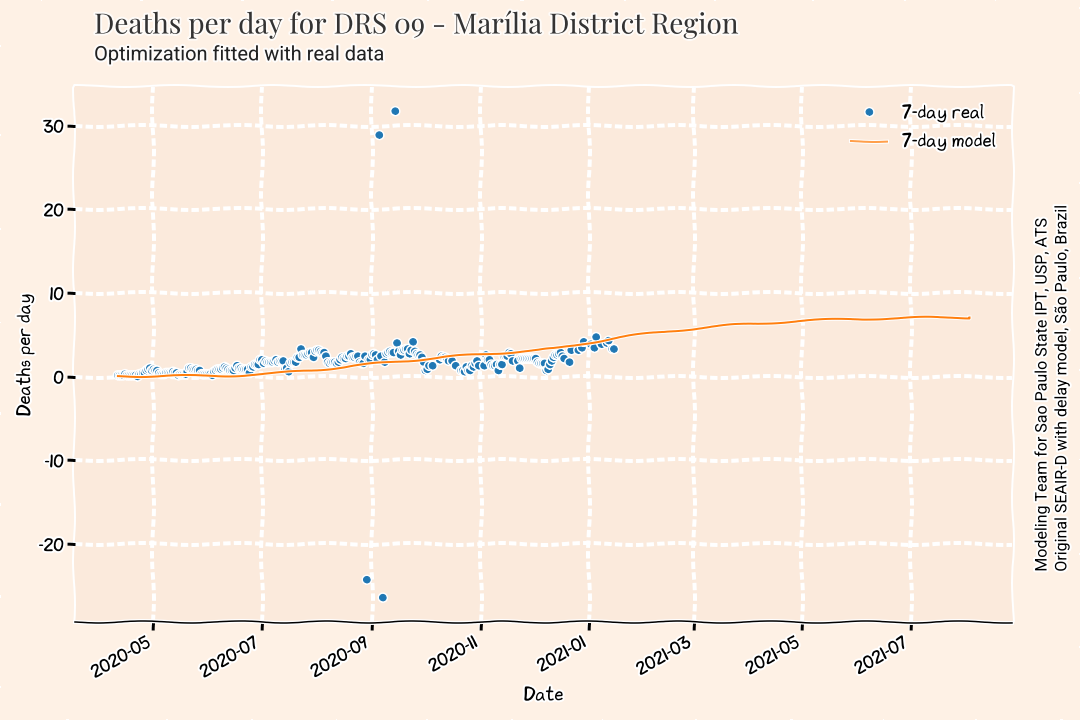 Deaths per day for DRS 09 - Marília District Region
Optimization fitted with real data
7-day real
7-day model
30
20
10
0
-10
-20
Deaths per day
2020-05
2020-07
2020-09
2020-11
2021-01
2021-03
2021-05
2021-07
Date
Modeling Team for Sao Paulo State IPT, USP, ATS
Original SEAIR-D with delay model, São Paulo, Brazil